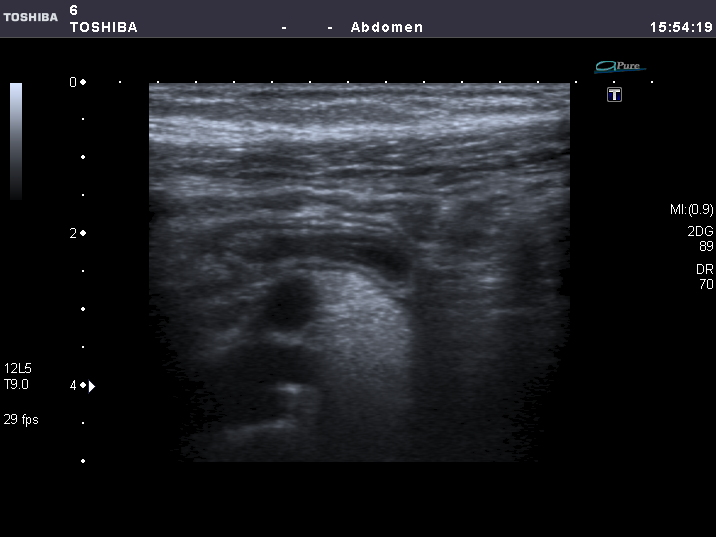 TOSHIBA
6
TOSHIBA - - Abdomen 15:54:19
0
aPure
T
MI:(0.9)
2
2DG
89
DR
70
12L5
T9.0
4
29 fps